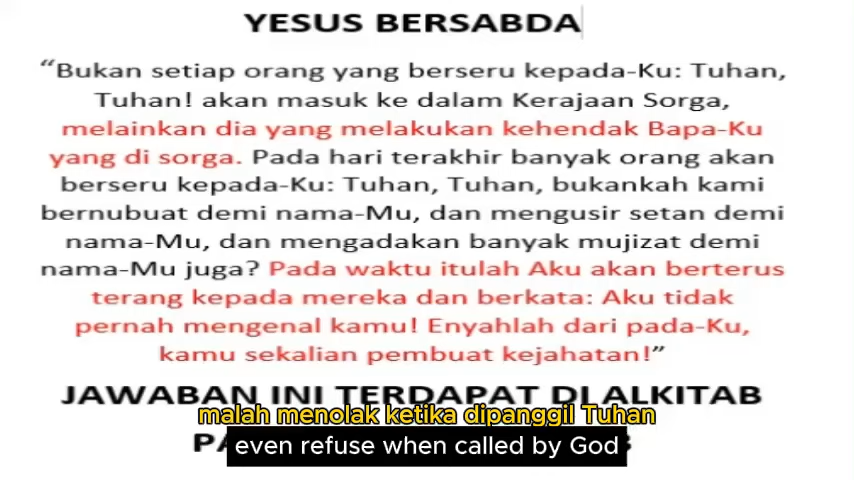 YESUS BERSABDA
“Bukan setiap orang yang berseru kepada-Ku: Tuhan,
Tuhan! akan masuk ke dalam Kerajaan Sorga,
melainkan dia yang melakukan kehendak Bapa-Ku
yang di sorga. Pada hari terakhir banyak orang akan
berseru kepada-Ku: Tuhan, Tuhan, bukankah kami
bernubuat demi nama-Mu, dan mengusir setan demi
nama-Mu, dan mengadakan banyak mujizat demi
nama-Mu juga? Pada waktu itulah Aku akan berterus
terang kepada mereka dan berkata: Aku tidak
pernah mengenal kamu! Enyahlah dari pada-Ku,
kamu sekalian pembuat kejahatan!”
JAWABAN INI TERDAPAT DI ALKITAB
malah menolak ketika dipanggil Tuhan
even refuse when called by God